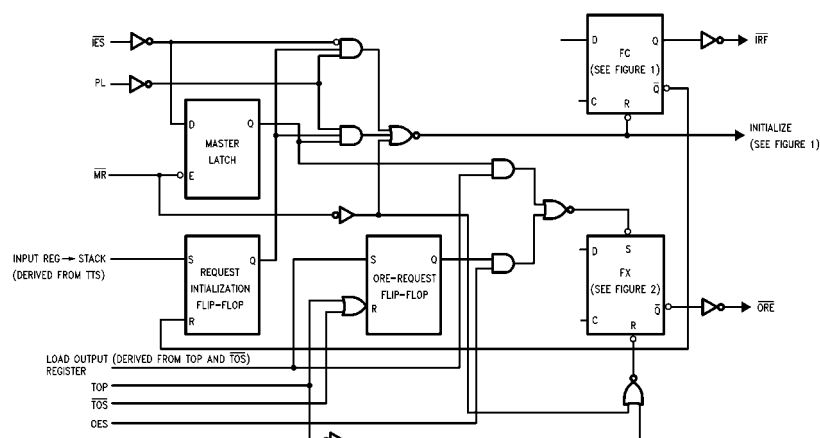 IES
PL
MR
D
Q
MASTER
LATCH
E
D
Q
FC
(SEE FIGURE 1)
C
R
Q
IRF
INITIALIZE
(SEE FIGURE 1)
INPUT REG → STACK
(DERIVED FROM TTS)
S
Q
REQUEST
INTIALIZATION
FLIP-FLOP
R
S
Q
ORE-REQUEST
FLIP-FLOP
R
D
S
FX
(SEE FIGURE 2)
C
Q
R
ORE
LOAD OUTPUT (DERIVED FROM TOP AND TOS)
REGISTER
TOP
TOS
OES